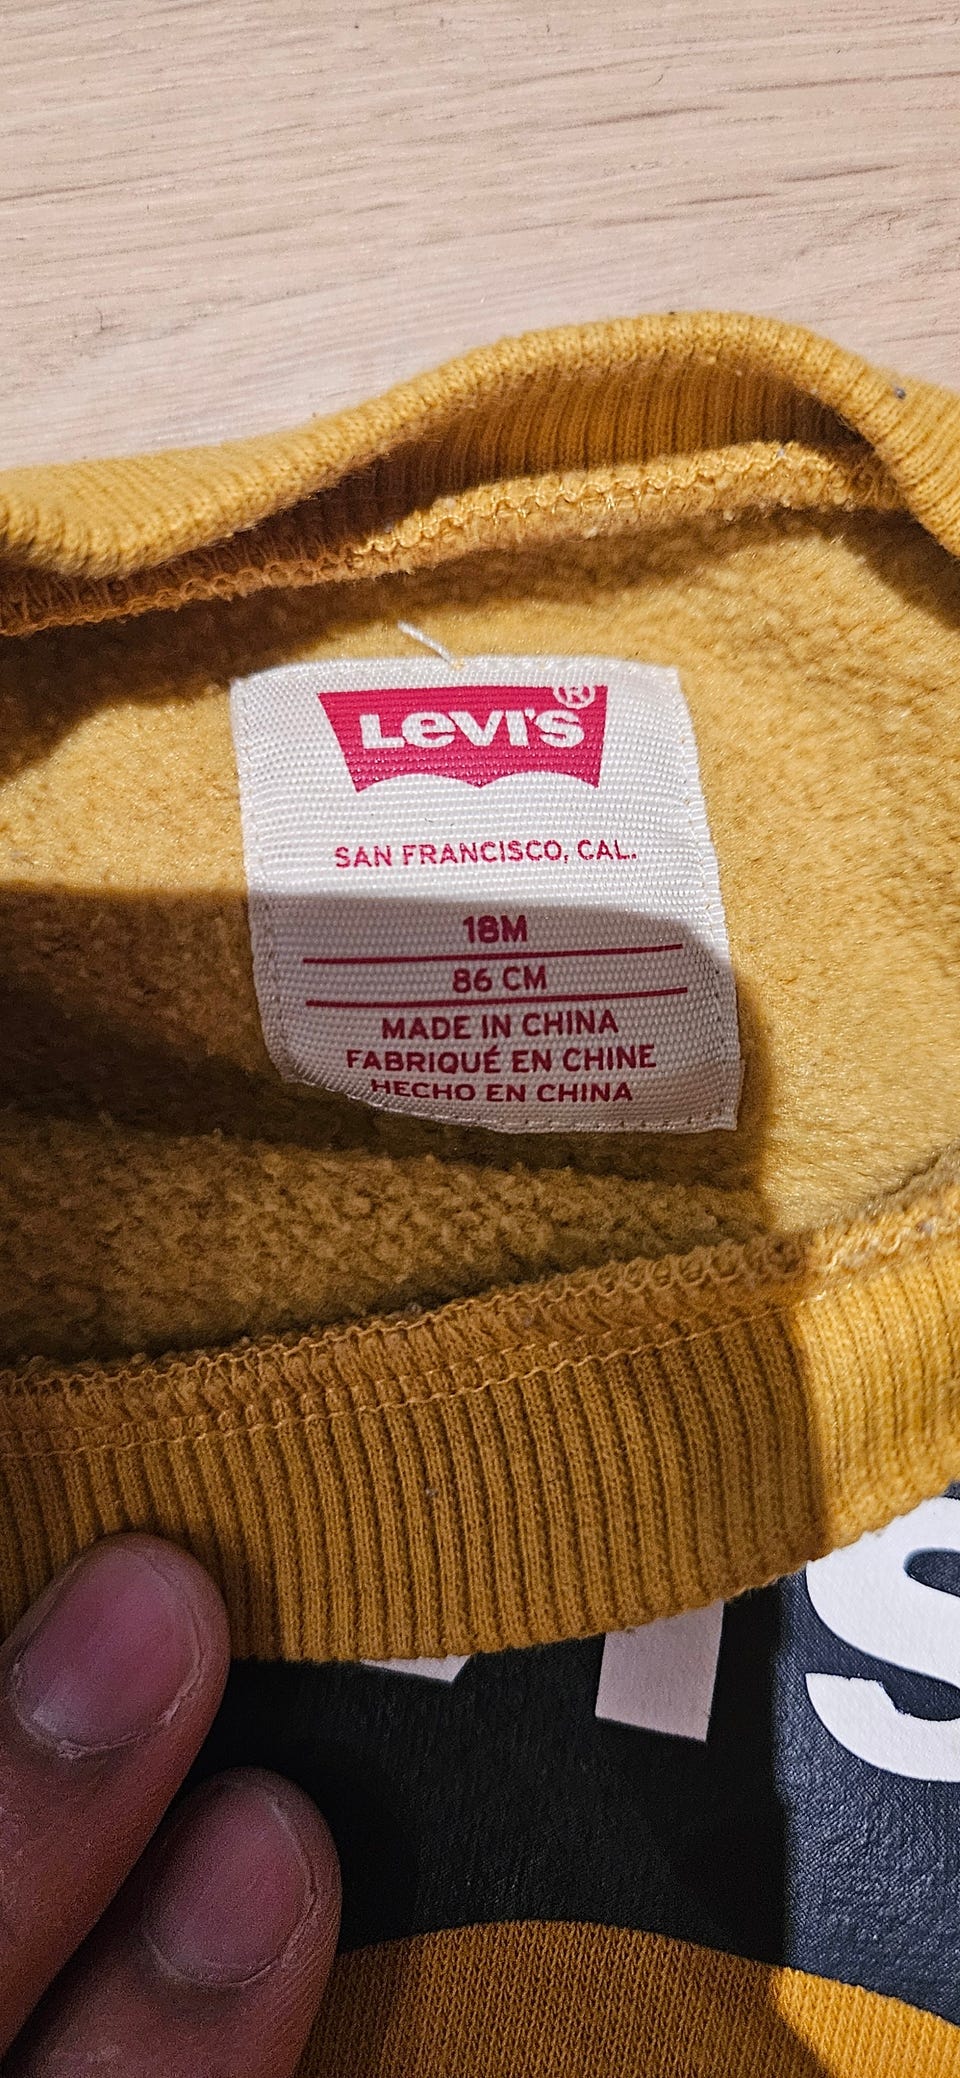 Levi's®
SAN FRANCISCO, CAL.
18M
86 CM
MADE IN CHINA
FABRIQUÉ EN CHINE
HECHO EN CHINA
S